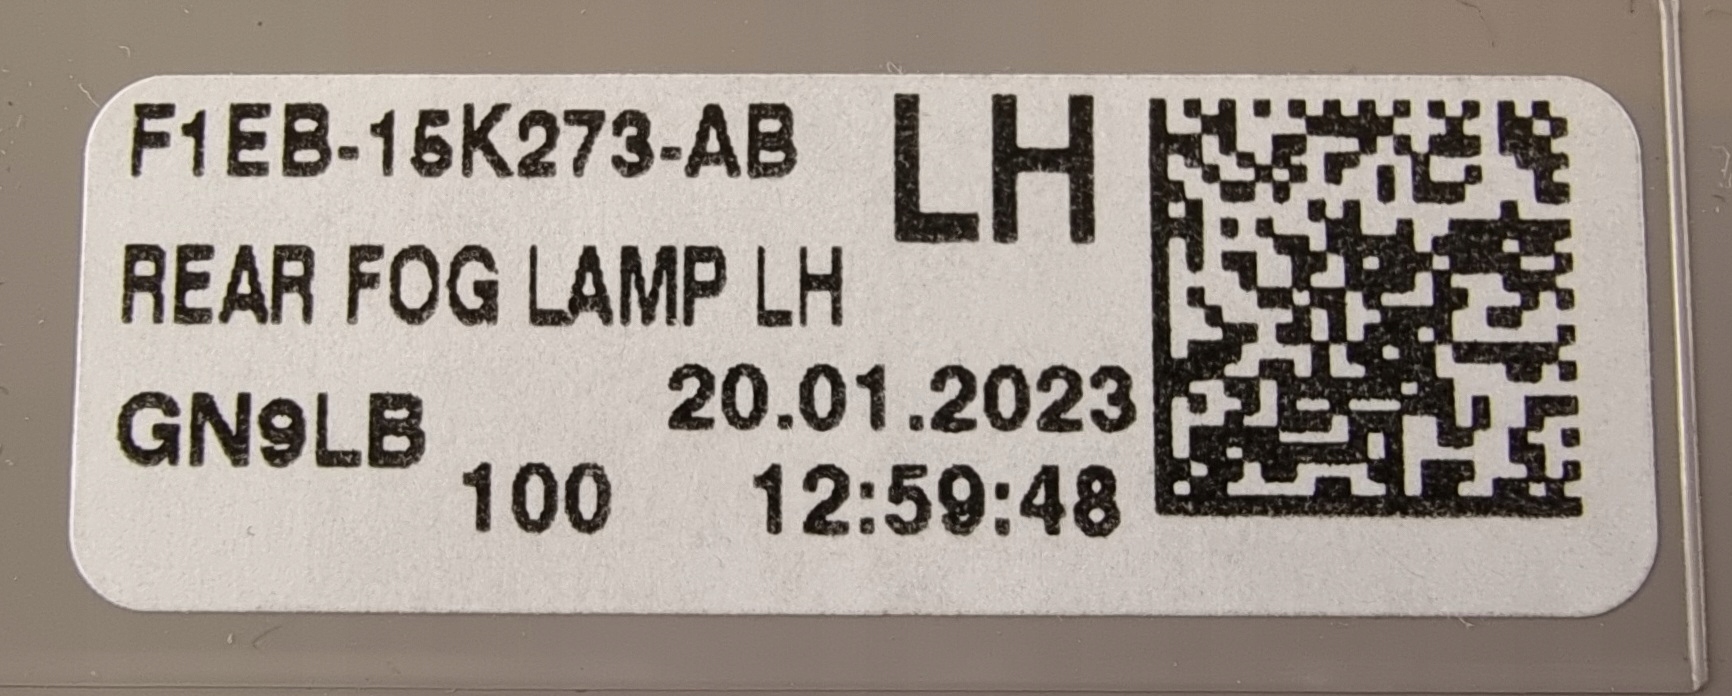 F1EB-15K273-AB
LH
REAR FOG LAMP LH
GN9LB
20.01.2023
100
12:59:48